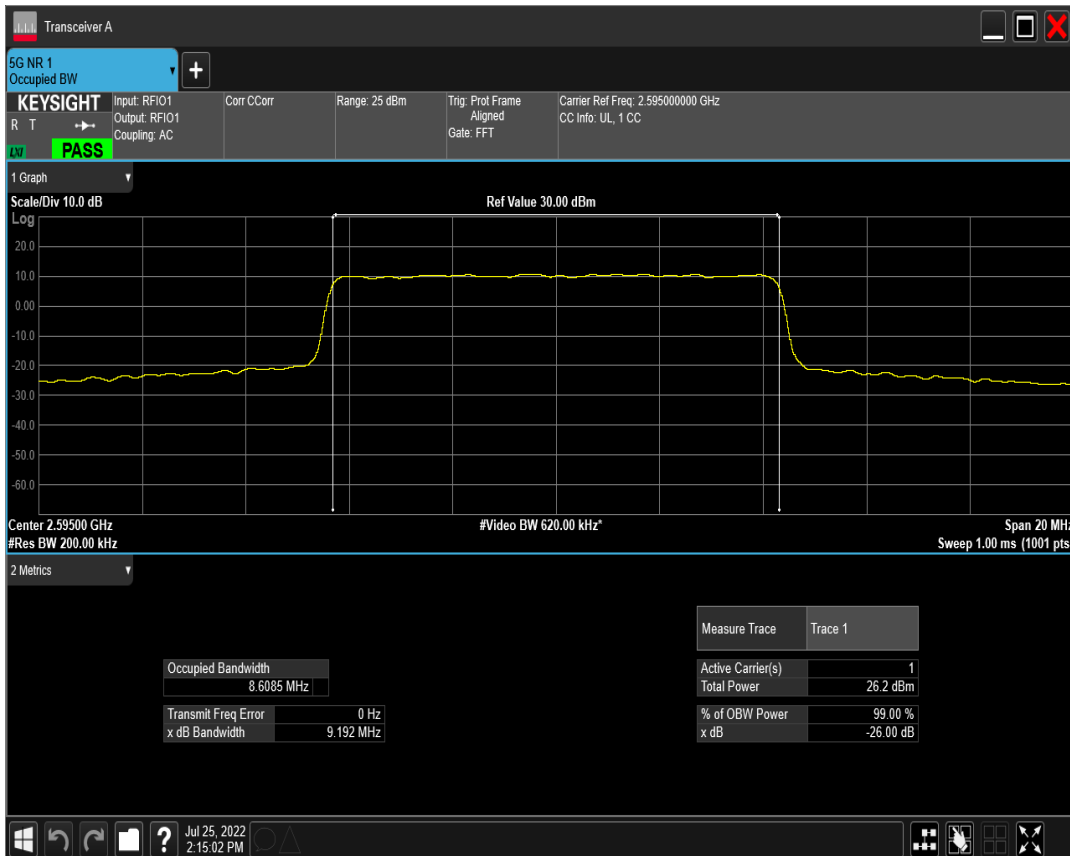 Transceiver A
5G NR 1
Occupied BW
+
KEYSIGHT
R T
LXI
PASS
Input: RFIO1
Output: RFIO1
Coupling: AC
Corr CCorr
Range: 25 dBm
Trig: Prot Frame
Aligned
Gate: FFT
Carrier Ref Freq: 2.595000000 GHz
CC Info: UL, 1 CC
1 Graph
Scale/Div 10.0 dB
Ref Value 30.00 dBm
Log
20.0
10.0
0.00
-10.0
-20.0
-30.0
-40.0
-50.0
-60.0
Center 2.59500 GHz
#Video BW 620.00 kHz*
Span 20 MHz
#Res BW 200.00 kHz
Sweep 1.00 ms (1001 pts
2 Metrics
Measure Trace Trace 1
Occupied Bandwidth
8.6085 MHz
Active Carrier(s) 1
Total Power 26.2 dBm
Transmit Freq Error 0 Hz
x dB Bandwidth 9.192 MHz
% of OBW Power 99.00 %
x dB -26.00 dB
?
Jul 25, 2022
2:15:02 PM